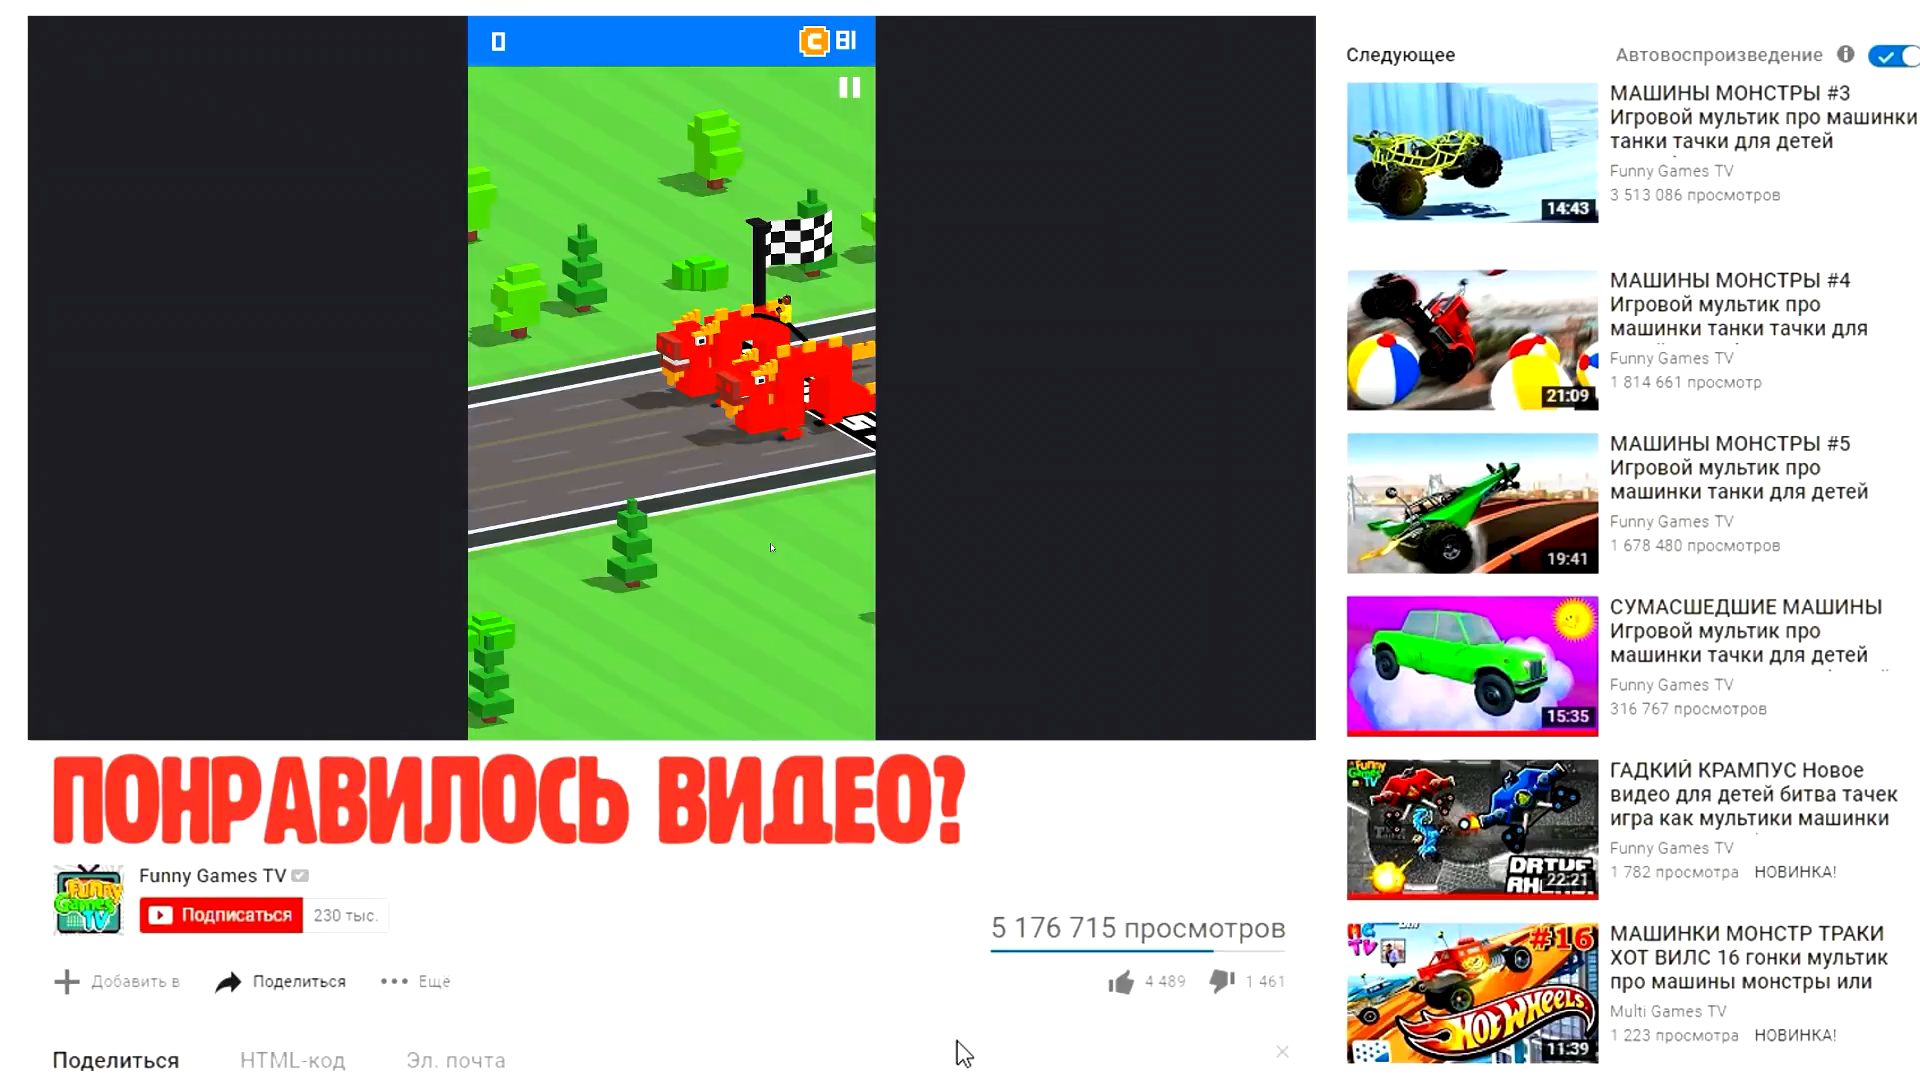 0
C 81
ПОНРАВИЛОСЬ ВИДЕО?
Funny Games TV
Funny Games TV
Подписаться
230 тыс.
5 176 715 просмотров
Добавить в
Поделиться
Ещё
4 489
1 461
Поделиться
HTML-код
Эл. почта
Следующее
Автовоспроизведение
МАШИНЫ МОНСТРЫ #3
Игровой мультик про машинки
танки тачки для детей
Funny Games TV
3 513 086 просмотров
14:43
МАШИНЫ МОНСТРЫ #4
Игровой мультик про
машинки танки тачки для
Funny Games TV
1 814 661 просмотр
21:09
МАШИНЫ МОНСТРЫ #5
Игровой мультик про
машинки танки для детей
Funny Games TV
1 678 480 просмотров
19:41
СУМАСШЕДШИЕ МАШИНЫ
Игровой мультик про
машинки тачки для детей
Funny Games TV
316 767 просмотров
15:35
ГАДКИЙ КРАМПУС Новое
видео для детей битва тачек
игра как мультики машинки
Funny Games TV
1 782 просмотра НОВИНКА!
Funny Games TV
22:21
МАШИНКИ МОНСТР ТРАКИ
ХОТ ВИЛС 16 гонки мультик
про машины монстры или
Multi Games TV
1 223 просмотра НОВИНКА!
#16
HOT WHEELS
11:39